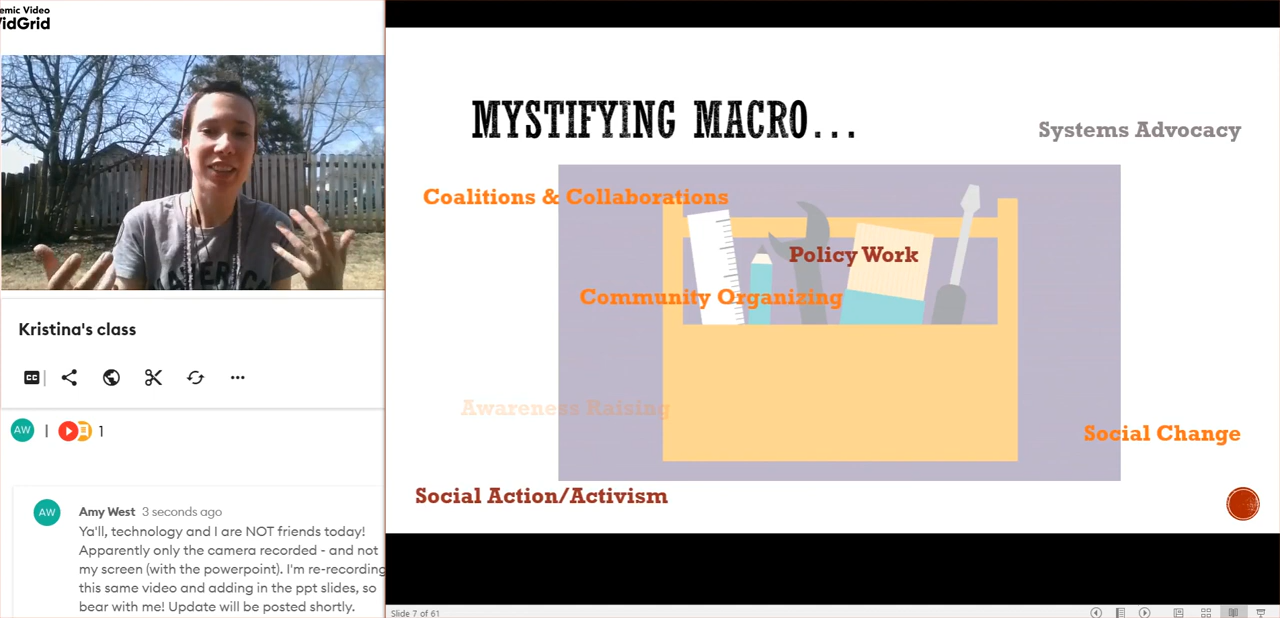 emic Video
VidGrid
Kristina's class
CC
AW
1
AW
Amy West 3 seconds ago
Ya'll, technology and I are NOT friends today!
Apparently only the camera recorded - and not
my screen (with the powerpoint). I'm re-recording
this same video and adding in the ppt slides, so
bear with me! Update will be posted shortly.
MYSTIFYING MACRO...
Systems Advocacy
Coalitions & Collaborations
Policy Work
Community Organizing
Awareness Raising
Social Change
Social Action/Activism
Slide 7 of 61